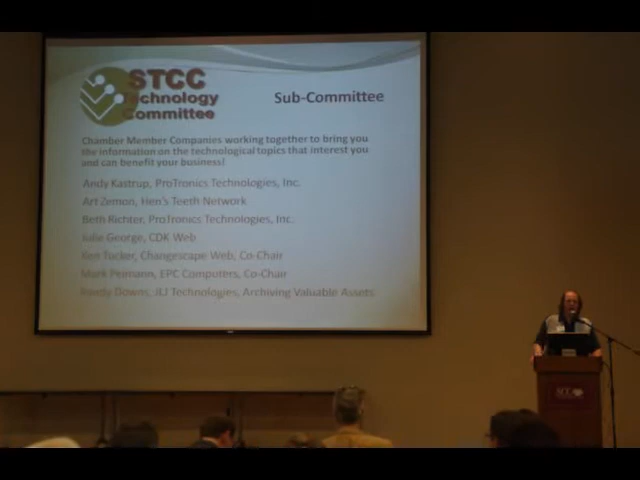 STCC
Technology
Committee
Sub-Committee
Chamber Member Companies working together to bring you
the information on the technological topics that interest you
and can benefit your business!
Andy Kastrup, ProTronics Technologies, Inc.
Art Zemon, Hen's Teeth Network
Beth Richter, ProTronics Technologies, Inc.
Julie George, CDK Web
Ken Tucker, Changescape Web, Co-Chair
Mark Peimann, EPC Computers, Co-Chair
Randy Downs, JLJ Technologies, Archiving Valuable Assets